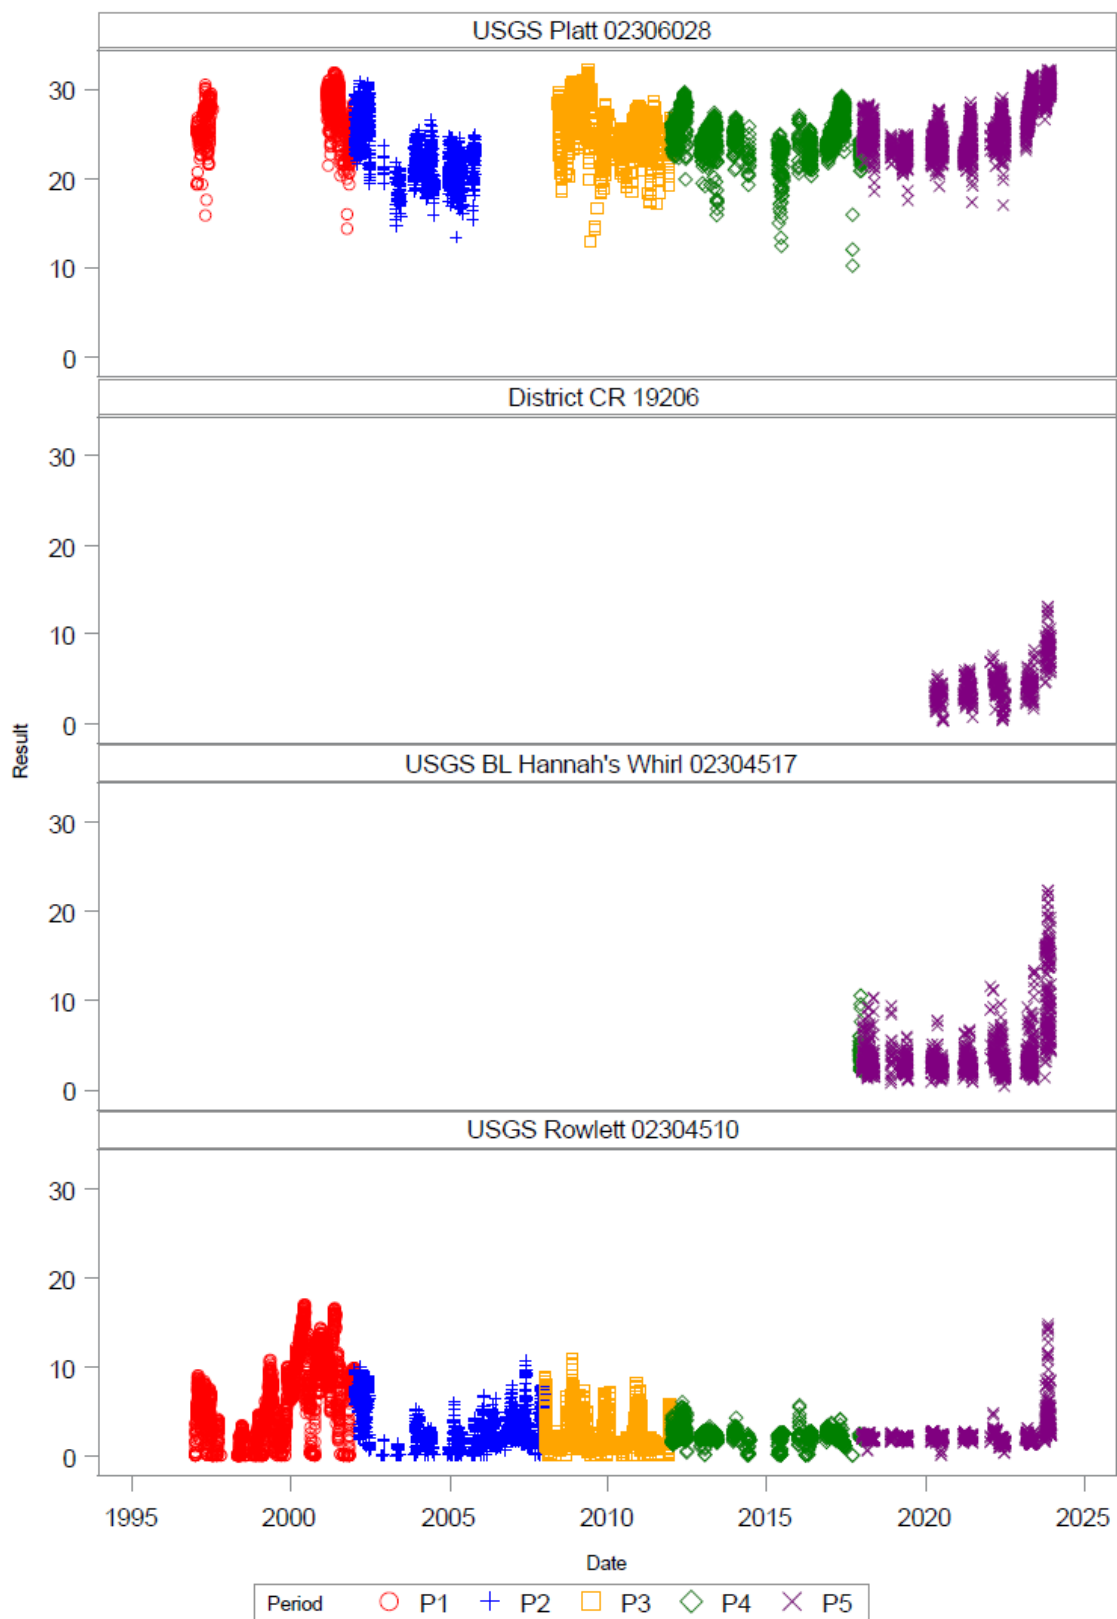 USGS Platt 02306028
30
20
10
0
District CR 19206
30
20
10
0
Result
USGS BL Hannah's Whirl 02304517
30
20
10
0
USGS Rowlett 02304510
30
20
10
0
1995 2000 2005 2010 2015 2020 2025
Date
Period P1 P2 P3 P4 P5